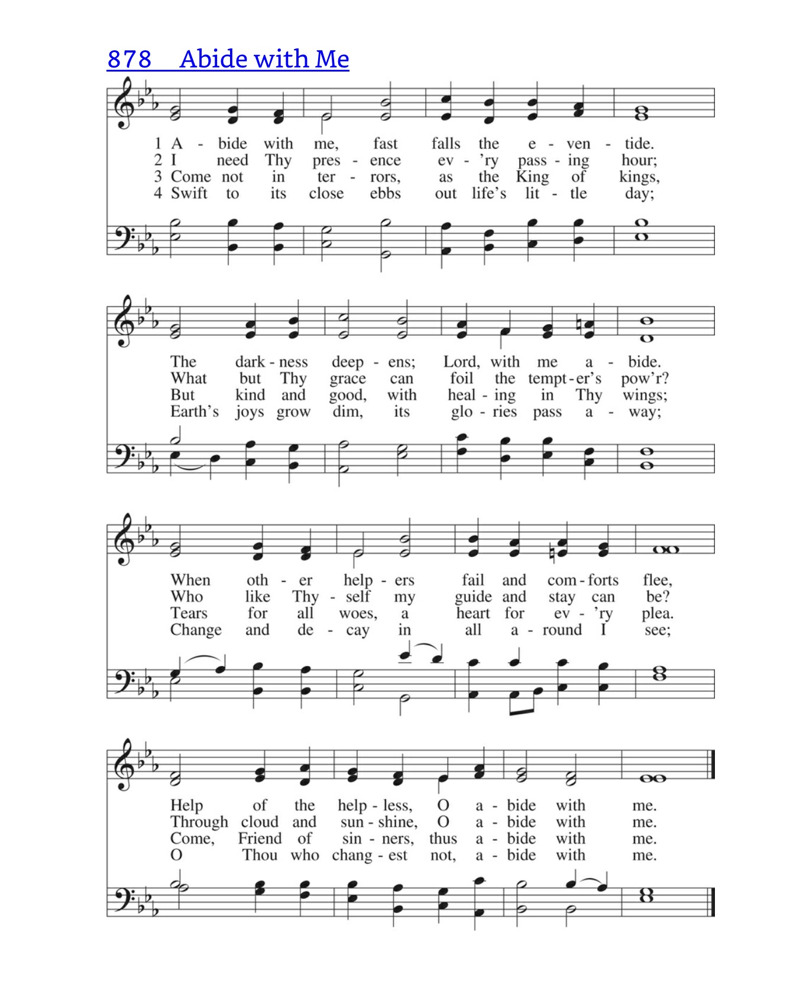 878 Abide with Me
1 A - bide with me, fast falls the e - ven - tide.
2 I need Thy pres - ence ev - 'ry pass - ing hour;
3 Come not in ter - rors, as the King of kings,
4 Swift to its close ebbs out life's lit - tle day;
The dark - ness deep - ens; Lord, with me a - bide.
What but Thy grace can foil the tempt - er's pow'r?
But kind and good, with heal - ing in Thy wings;
Earth's joys grow dim, its glo - ries pass a - way;
When oth - er help - ers fail and com - forts flee,
Who like Thy - self my guide and stay can be?
Tears for all woes, a heart for ev - 'ry plea.
Change and de - cay in all a - round I see;
Help of the help - less, O a - bide with me.
Through cloud and sun - shine, O a - bide with me.
Come, Friend of sin - ners, thus a - bide with me.
O Thou who chang - est not, a - bide with me.